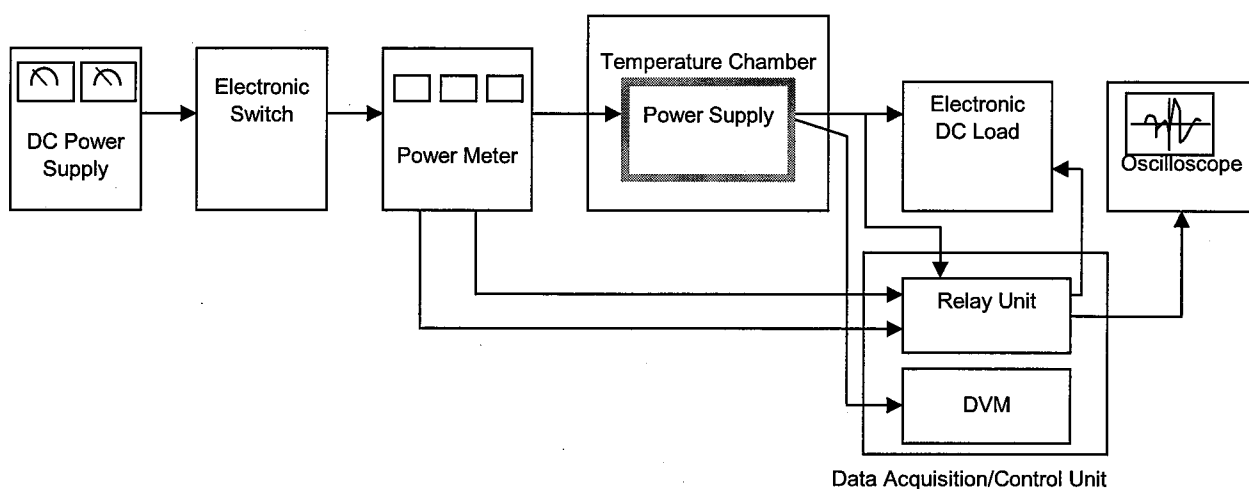 DC Power
Supply
Electronic
Switch
Power Meter
Temperature Chamber
Power Supply
Electronic
DC Load
Oscilloscope
Relay Unit
DVM
Data Acquisition/Control Unit